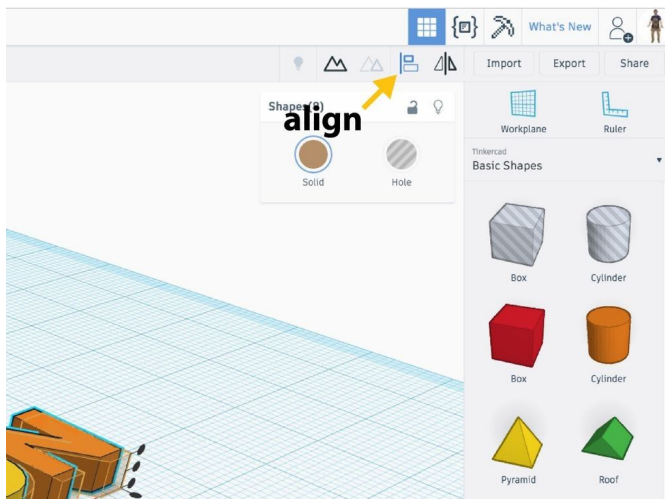 What's New
Import Export Share
Shapes(8)
align
Solid Hole
Workplane Ruler
Tinkercad
Basic Shapes
Box Cylinder
Box Cylinder
Pyramid Roof